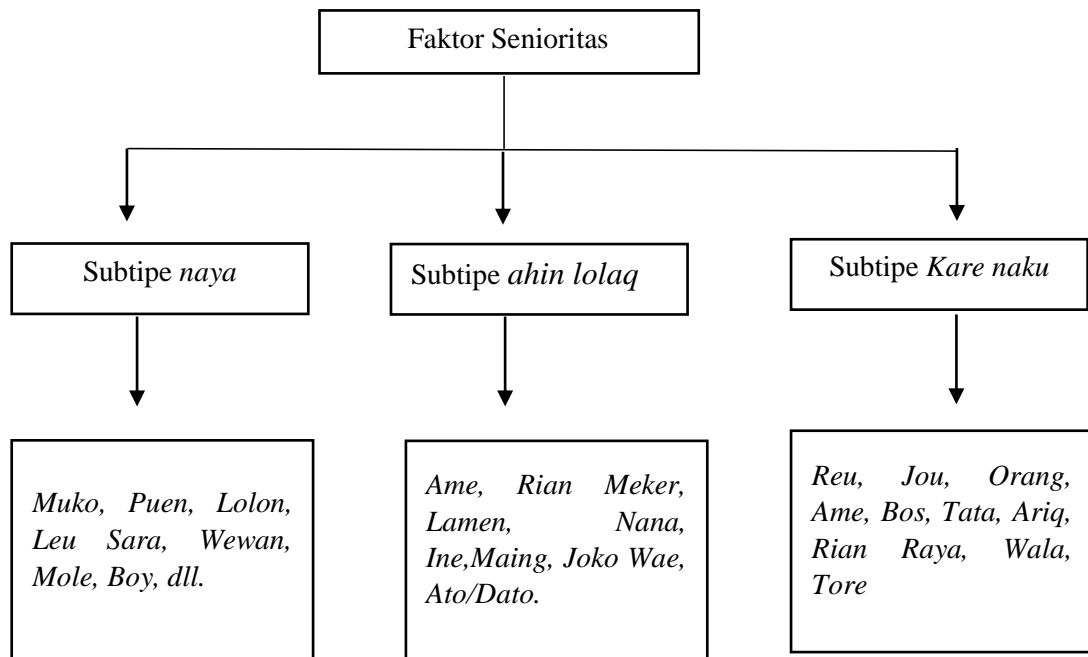 Faktor Senioritas
Subtipe naya
Subtipe ahin lolaq
Subtipe Kare naku
Muko, Puen, Lolon,
Leu Sara, Wewan,
Mole, Boy, dll.
Ame, Rian Meker,
Lamen, Nana,
Ine,Maing, Joko Wae,
Ato/Dato.
Reu, Jou, Orang,
Ame, Bos, Tata, Ariq,
Rian Raya, Wala,
Tore